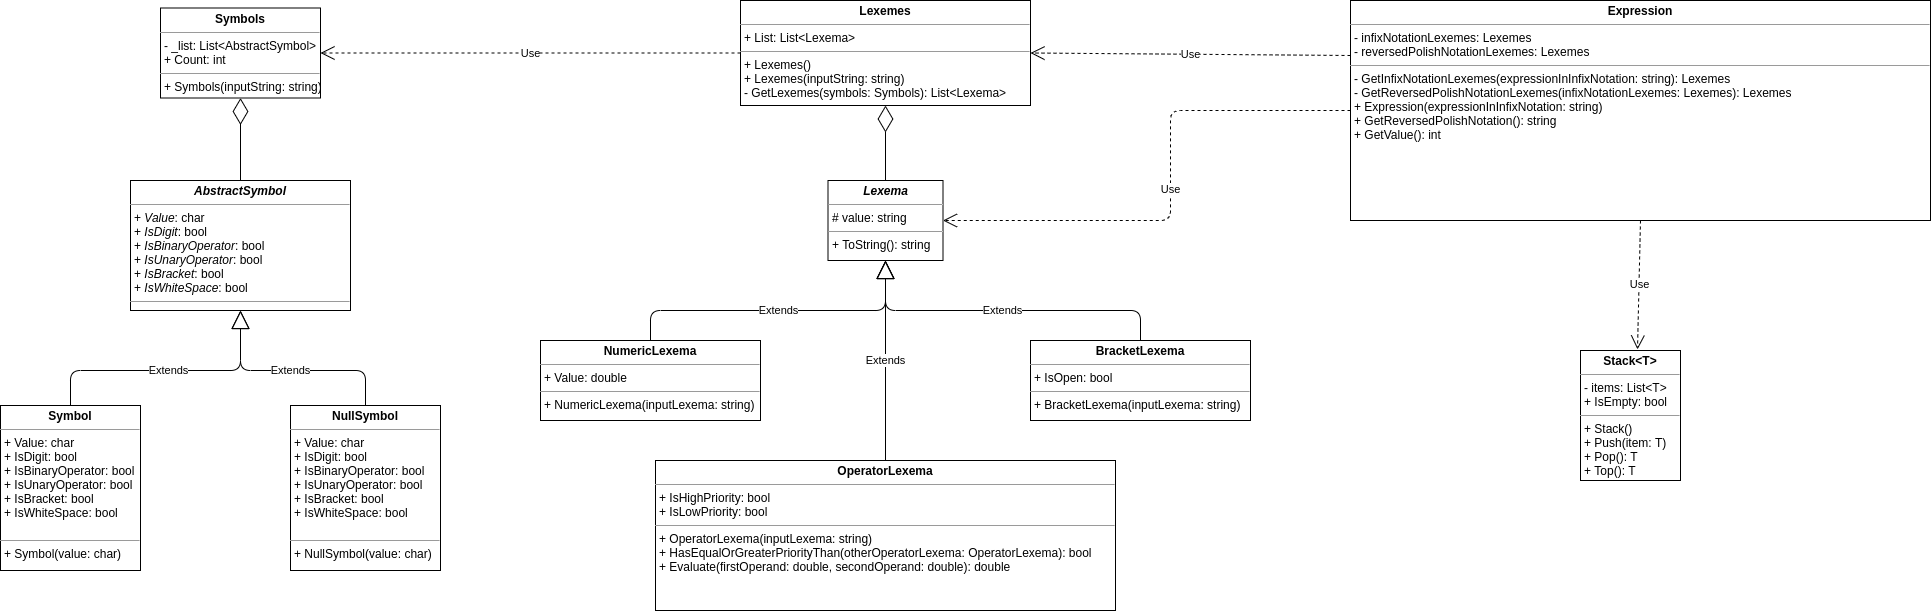 Symbols
- _list: List<AbstractSymbol>
+ Count: int
+ Symbols(inputString: string)
Use
Lexemes
+ List: List<Lexema>
+ Lexemes()
+ Lexemes(inputString: string)
- GetLexemes(symbols: Symbols): List<Lexema>
Use
Expression
- infixNotationLexemes: Lexemes
- reversedPolishNotationLexemes: Lexemes
- GetInfixNotationLexemes(expressionInInfixNotation: string): Lexemes
- GetReversedPolishNotationLexemes(infixNotationLexemes: Lexemes): Lexemes
+ Expression(expressionInInfixNotation: string)
+ GetReversedPolishNotation(): string
+ GetValue(): int
AbstractSymbol
+ Value: char
+ IsDigit: bool
+ IsBinaryOperator: bool
+ IsUnaryOperator: bool
+ IsBracket: bool
+ IsWhiteSpace: bool
Lexema
# value: string
+ ToString(): string
Use
Use
Extends
Extends
Extends
Extends
Extends
NumericLexema
+ Value: double
+ NumericLexema(inputLexema: string)
BracketLexema
+ IsOpen: bool
+ BracketLexema(inputLexema: string)
Stack<T>
- items: List<T>
+ IsEmpty: bool
+ Stack()
+ Push(item: T)
+ Pop(): T
+ Top(): T
Symbol
+ Value: char
+ IsDigit: bool
+ IsBinaryOperator: bool
+ IsUnaryOperator: bool
+ IsBracket: bool
+ IsWhiteSpace: bool
+ Symbol(value: char)
NullSymbol
+ Value: char
+ IsDigit: bool
+ IsBinaryOperator: bool
+ IsUnaryOperator: bool
+ IsBracket: bool
+ IsWhiteSpace: bool
+ NullSymbol(value: char)
OperatorLexema
+ IsHighPriority: bool
+ IsLowPriority: bool
+ OperatorLexema(inputLexema: string)
+ HasEqualOrGreaterPriorityThan(otherOperatorLexema: OperatorLexema): bool
+ Evaluate(firstOperand: double, secondOperand: double): double